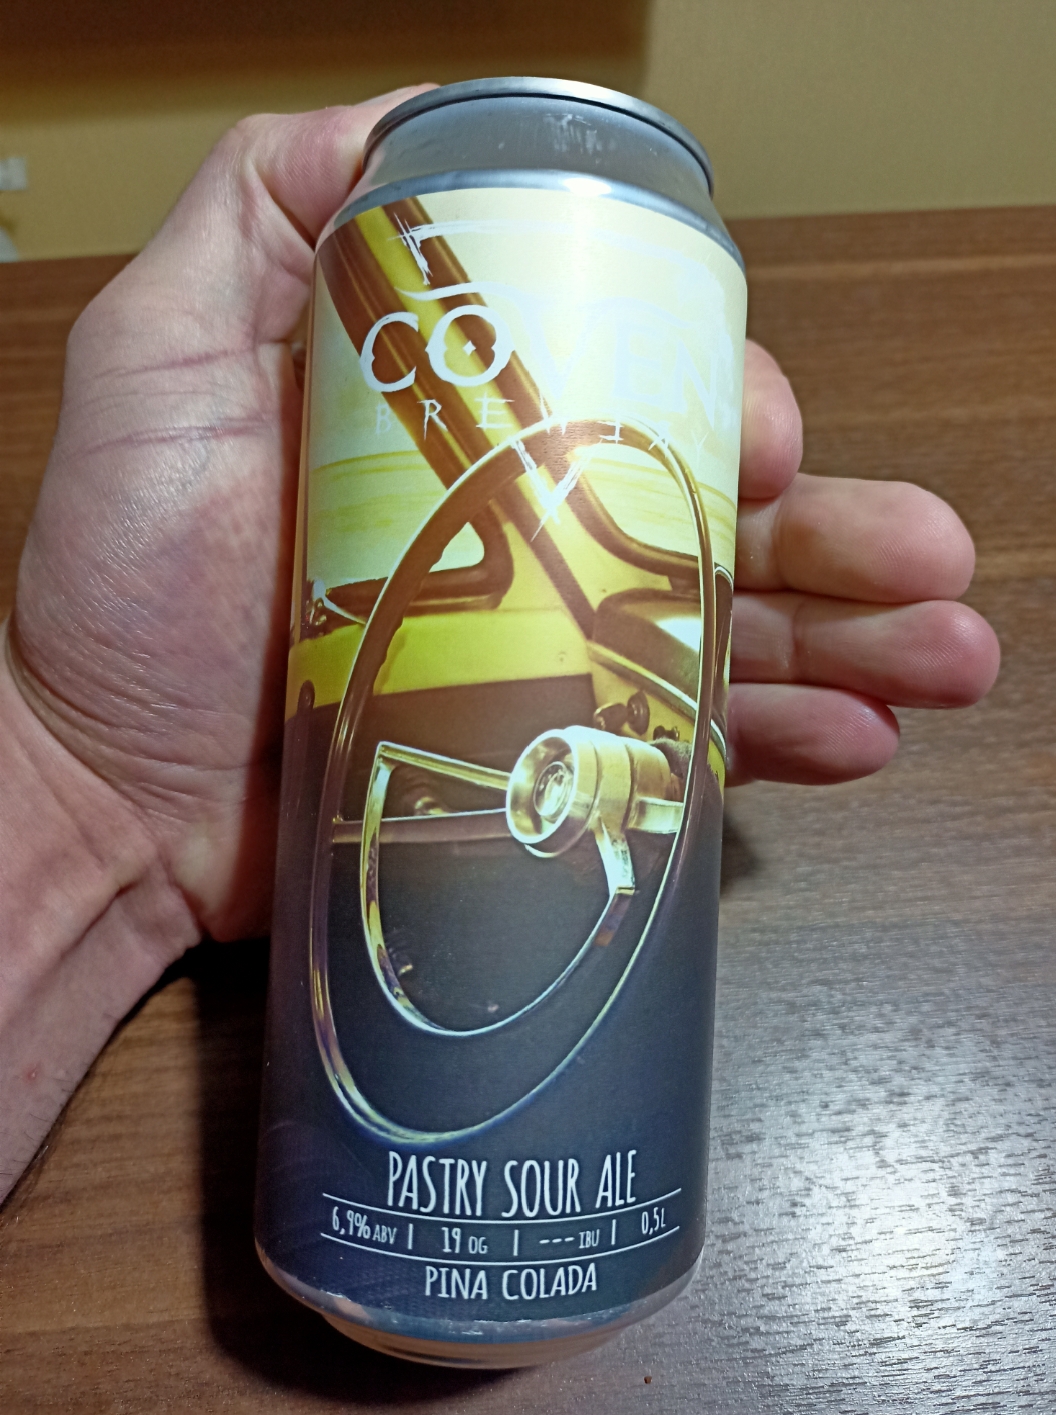 COVEN
BREWERY
PASTRY SOUR ALE
6,9% ABV | 19 OG | --- IBU | 0,5L
PINA COLADA